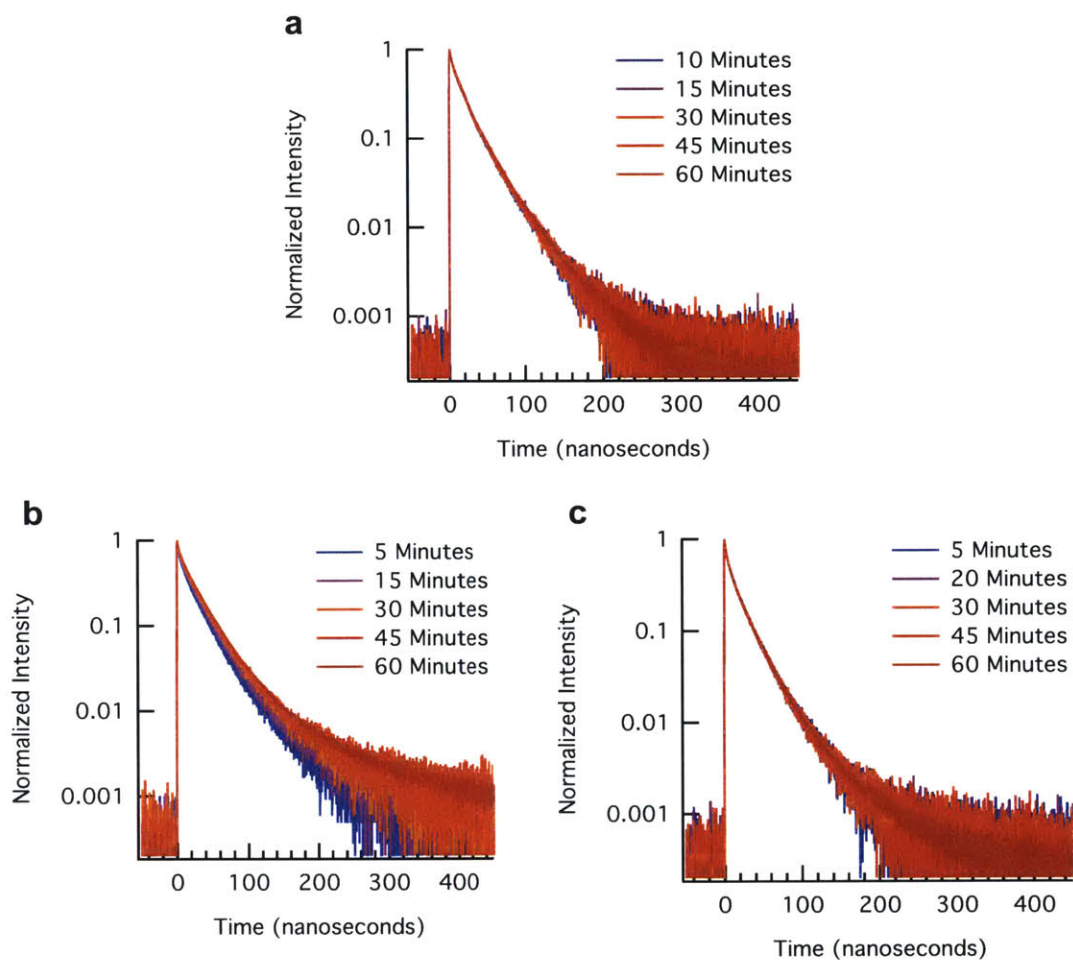 a
Normalized Intensity
1
0.1
0.01
0.001
10 Minutes
15 Minutes
30 Minutes
45 Minutes
60 Minutes
0 100 200 300 400
Time (nanoseconds)
b
Normalized Intensity
1
0.1
0.01
0.001
5 Minutes
15 Minutes
30 Minutes
45 Minutes
60 Minutes
0 100 200 300 400
Time (nanoseconds)
c
Normalized Intensity
1
0.1
0.01
0.001
5 Minutes
20 Minutes
30 Minutes
45 Minutes
60 Minutes
0 100 200 300 400
Time (nanoseconds)